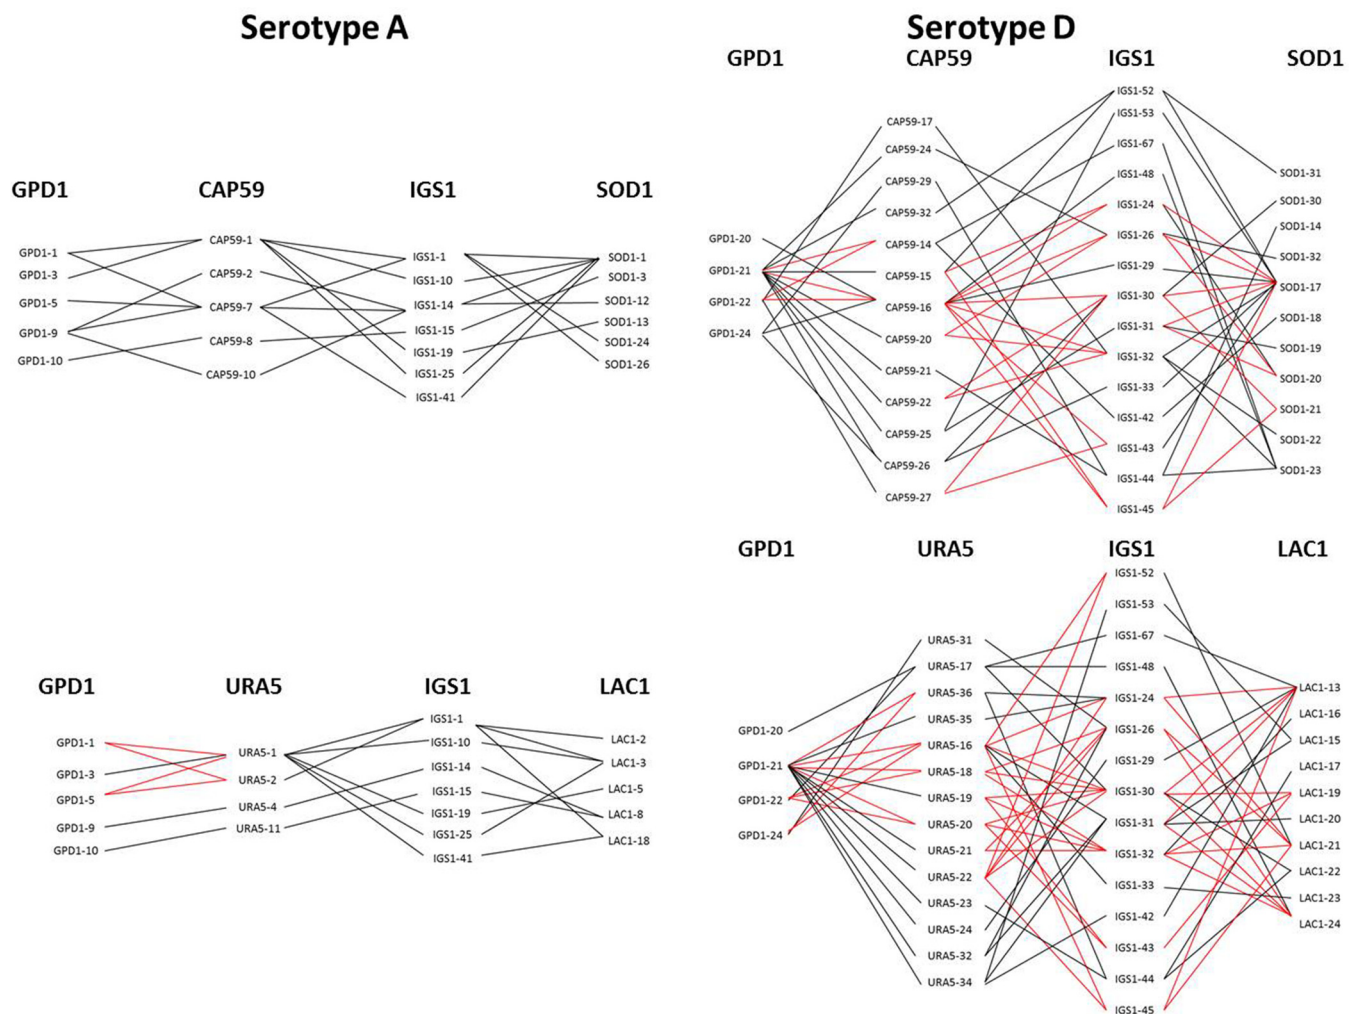 Serotype A
GPD1 CAP59 IGS1 SOD1
GPD1-1
GPD1-3
GPD1-5
GPD1-9
GPD1-10
CAP59-1
CAP59-2
CAP59-7
CAP59-8
CAP59-10
IGS1-1
IGS1-10
IGS1-14
IGS1-15
IGS1-19
IGS1-25
IGS1-41
SOD1-1
SOD1-3
SOD1-12
SOD1-13
SOD1-24
SOD1-26
Serotype D
GPD1 CAP59 IGS1 SOD1
GPD1-20
GPD1-21
GPD1-22
GPD1-24
CAP59-17
CAP59-24
CAP59-29
CAP59-32
CAP59-14
CAP59-15
CAP59-16
CAP59-20
CAP59-21
CAP59-22
CAP59-25
CAP59-26
CAP59-27
IGS1-52
IGS1-53
IGS1-67
IGS1-48
IGS1-24
IGS1-26
IGS1-29
IGS1-30
IGS1-31
IGS1-32
IGS1-33
IGS1-42
IGS1-43
IGS1-44
IGS1-45
SOD1-31
SOD1-30
SOD1-14
SOD1-32
SOD1-17
SOD1-18
SOD1-19
SOD1-20
SOD1-21
SOD1-22
SOD1-23
GPD1 URA5 IGS1 LAC1
GPD1-1
GPD1-3
GPD1-5
GPD1-9
GPD1-10
URA5-1
URA5-2
URA5-4
URA5-11
IGS1-1
IGS1-10
IGS1-14
IGS1-15
IGS1-19
IGS1-25
IGS1-41
LAC1-2
LAC1-3
LAC1-5
LAC1-8
LAC1-18
GPD1 URA5 IGS1 LAC1
GPD1-20
GPD1-21
GPD1-22
GPD1-24
URA5-31
URA5-17
URA5-36
URA5-35
URA5-16
URA5-18
URA5-19
URA5-20
URA5-21
URA5-22
URA5-23
URA5-24
URA5-32
URA5-34
IGS1-52
IGS1-53
IGS1-67
IGS1-48
IGS1-24
IGS1-26
IGS1-29
IGS1-30
IGS1-31
IGS1-32
IGS1-33
IGS1-42
IGS1-43
IGS1-44
IGS1-45
LAC1-13
LAC1-16
LAC1-15
LAC1-17
LAC1-19
LAC1-20
LAC1-21
LAC1-22
LAC1-23
LAC1-24